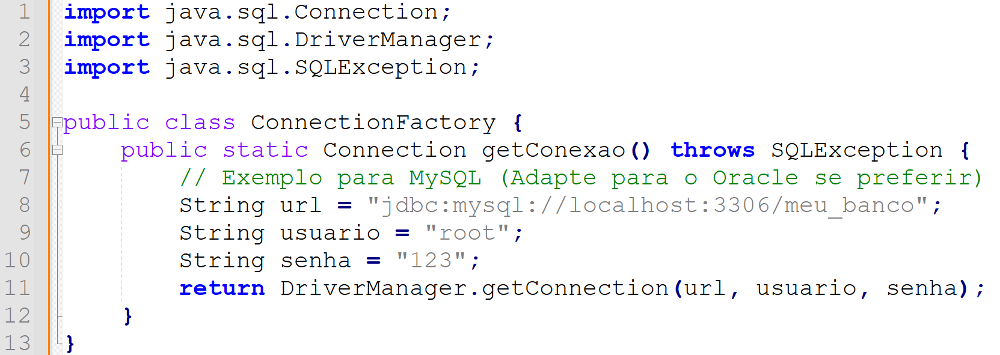 1 import java.sql.Connection;
2 import java.sql.DriverManager;
3 import java.sql.SQLException;
4
5 public class ConnectionFactory {
6     public static Connection getConexao() throws SQLException {
7         // Exemplo para MySQL (Adapte para o Oracle se preferir)
8         String url = "jdbc:mysql://localhost:3306/meu_banco";
9         String usuario = "root";
10         String senha = "123";
11         return DriverManager.getConnection(url, usuario, senha);
12     }
13 }